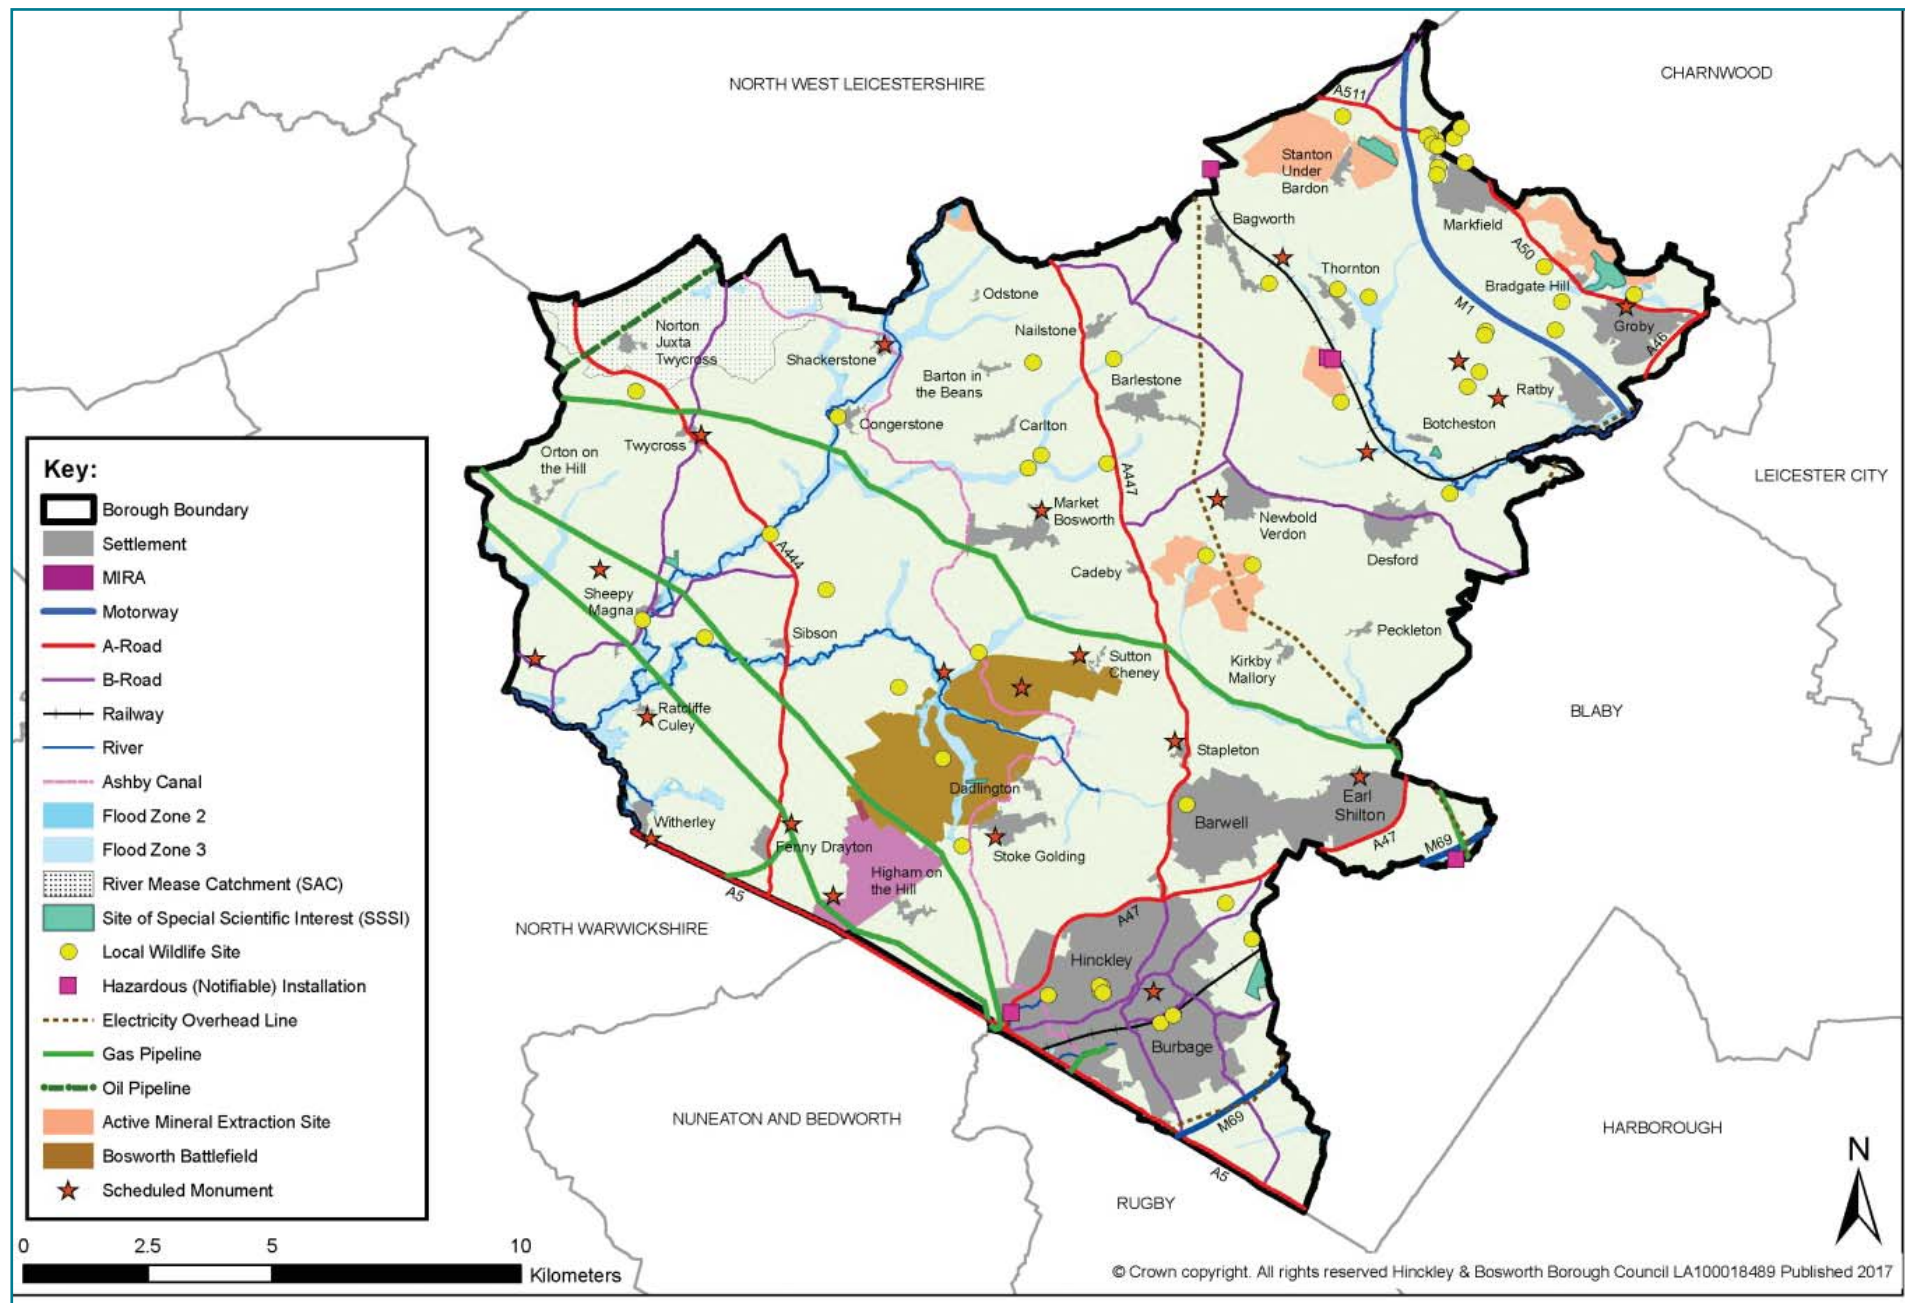 NORTH WEST LEICESTERSHIRE
CHARNWOOD
A511
Stanton
Under
Bardon
Bagworth
Markfield
A50
Thornton
Bradgate Hill
M1
Groby
A46
Odstone
Nailstone
Norton
Juxta
Twycross
Shackerstone
Barton in
the Beans
Barlestone
Ratby
Botcheston
Congerstone
Carlton
Twycross
Orton on
the Hill
A447
LEICESTER CITY
Market
Bosworth
Newbold
Verdon
Desford
A444
Cadeby
Sheepy
Magna
Sibson
Peckleton
Sutton
Cheney
Kirkby
Mallory
Ratcliffe
Culey
BLABY
Stapleton
Dadlington
Earl
Shilton
Barwell
Witherley
Fenny Drayton
Stoke Golding
A47
M69
Higham on
the Hill
A5
A47
NORTH WARWICKSHIRE
Hinckley
Burbage
NUNEATON AND BEDWORTH
M69
HARBOROUGH
A5
RUGBY
N
Key:
Borough Boundary
Settlement
MIRA
Motorway
A-Road
B-Road
Railway
River
Ashby Canal
Flood Zone 2
Flood Zone 3
River Mease Catchment (SAC)
Site of Special Scientific Interest (SSSI)
Local Wildlife Site
Hazardous (Notifiable) Installation
Electricity Overhead Line
Gas Pipeline
Oil Pipeline
Active Mineral Extraction Site
Bosworth Battlefield
Scheduled Monument
0 2.5 5 10
Kilometers
© Crown copyright. All rights reserved Hinckley & Bosworth Borough Council LA100018489 Published 2017